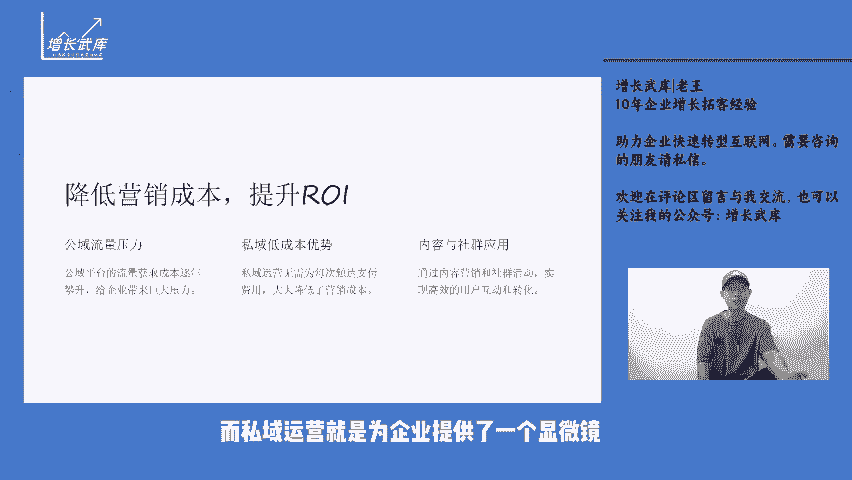 增长武库
降低营销成本，提升ROI
公域流量压力
公域平台的流量获取成本逐年
攀升，给企业带来巨大压力。
私域低成本优势
私域运营无需为每次触达支付
费用，大大降低了营销成本。
内容与社群应用
通过内容营销和社群活动，实
现高效的用户互动和转化。
增长武库|老王
10年企业增长拓客经验
助力企业快速转型互联网。需要咨询
的朋友请私信。
欢迎在评论区留言与我交流，也可以
关注我的公众号：增长武库
而私域运营就是为企业提供了一个显微镜